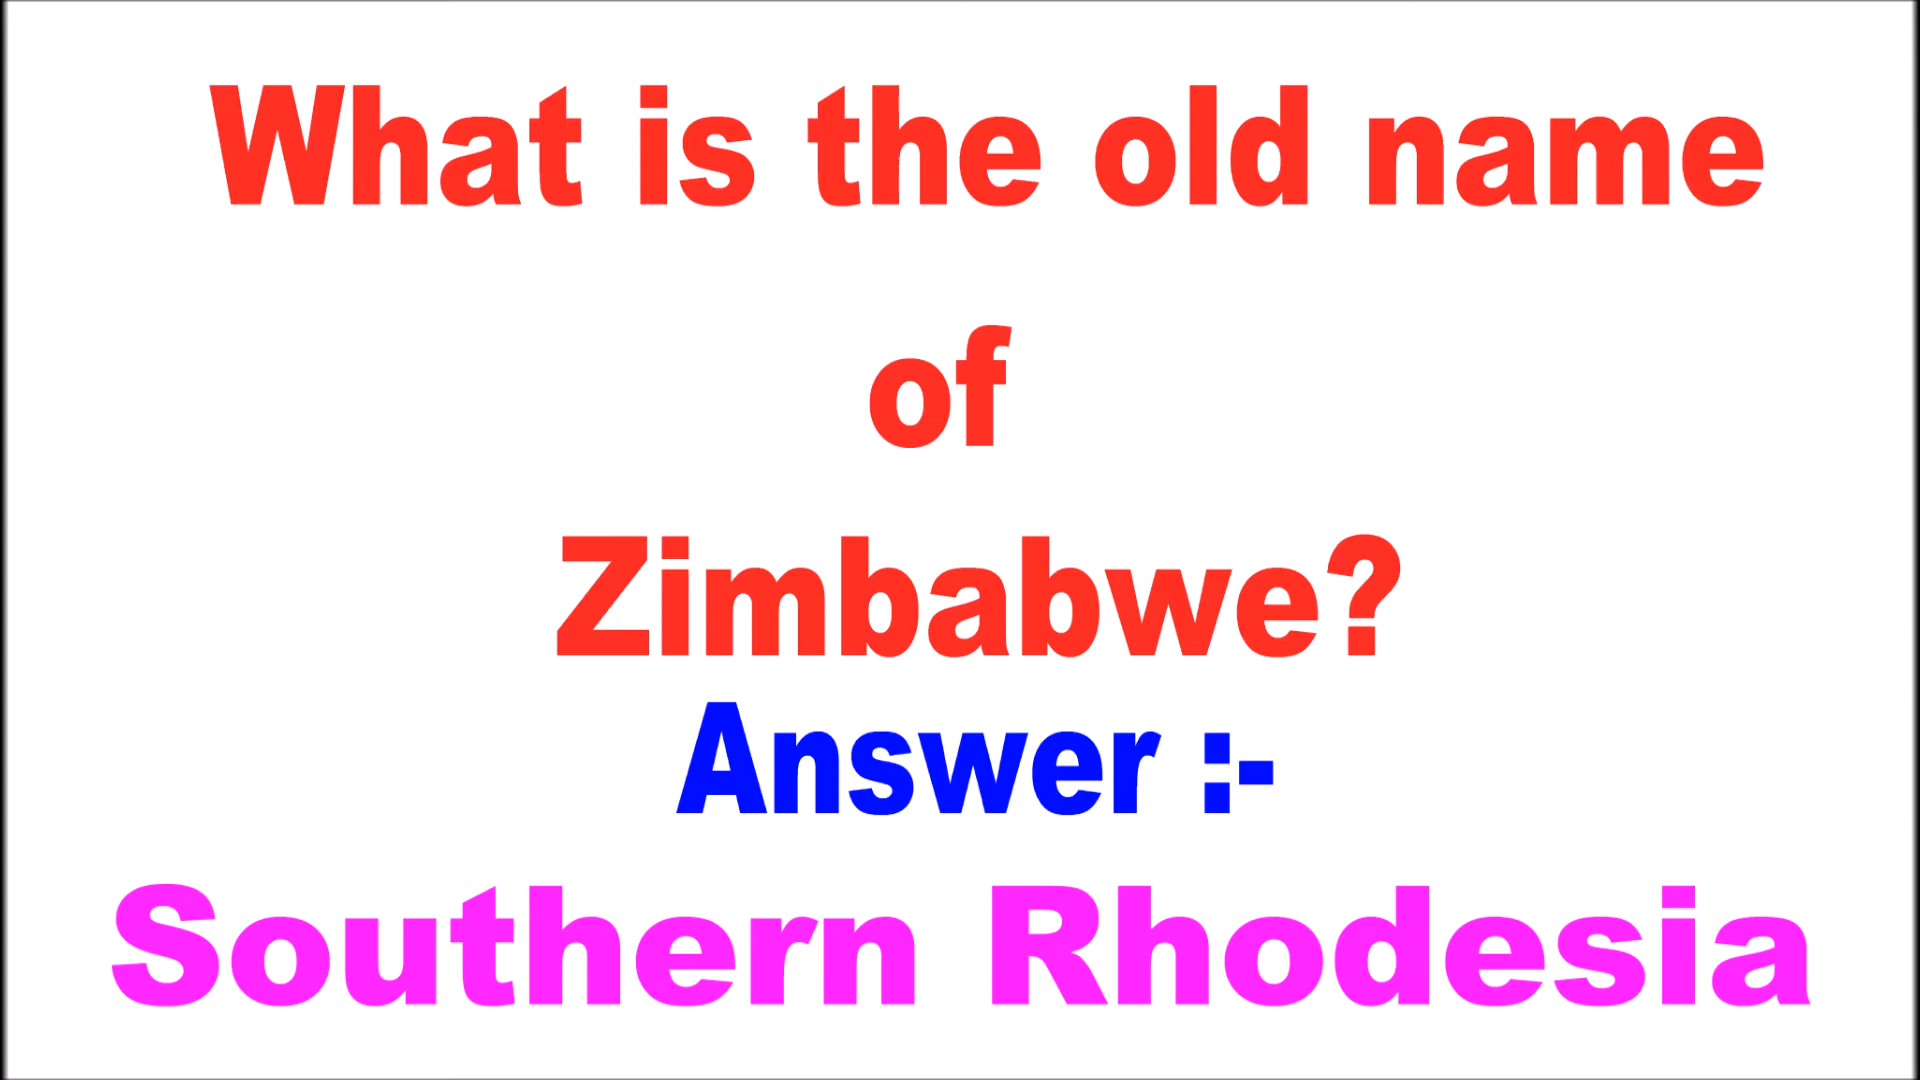 What is the old name
of
Zimbabwe?
Answer :-
Southern Rhodesia